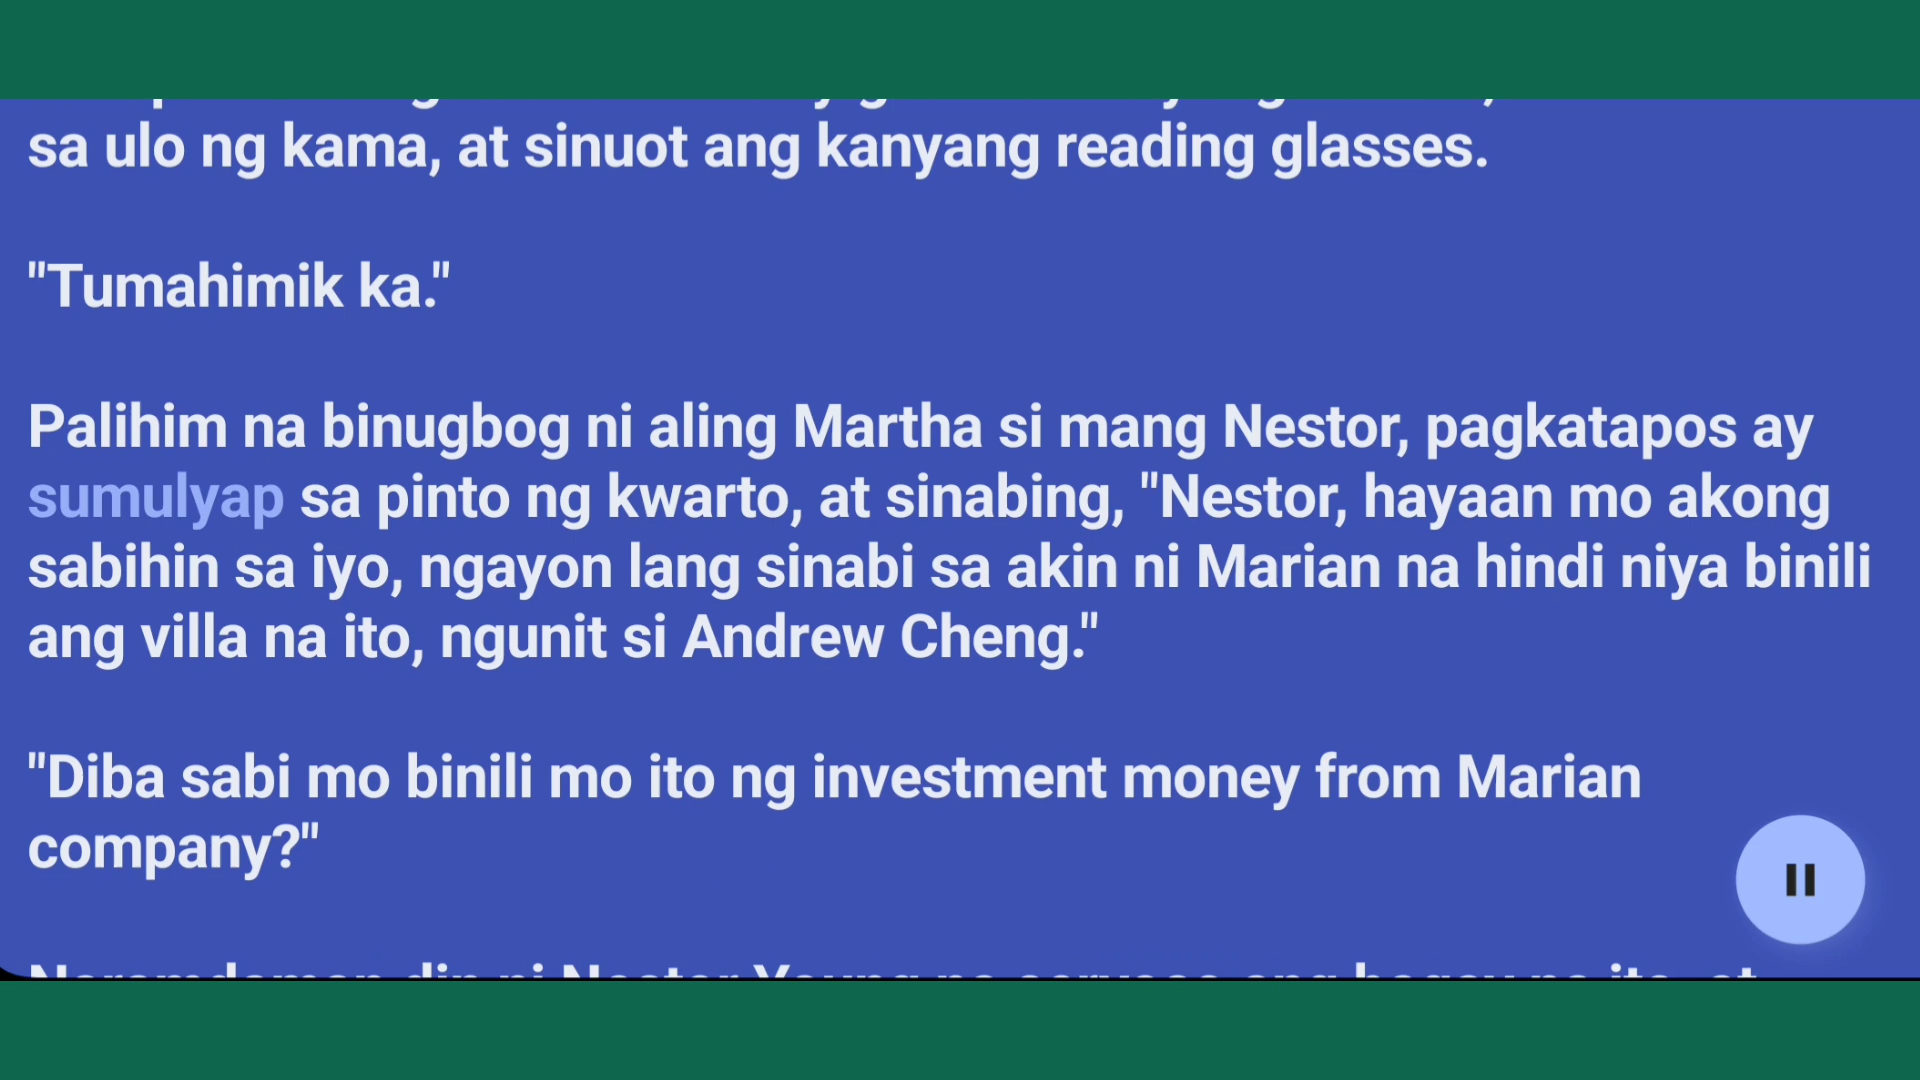 sa ulo ng kama, at sinuot ang kanyang reading glasses.
"Tumahimik ka."
Palihim na binugbog ni aling Martha si mang Nestor, pagkatapos ay
sumulyap sa pinto ng kwarto, at sinabing, "Nestor, hayaan mo akong
sabihin sa iyo, ngayon lang sinabi sa akin ni Marian na hindi niya binili
ang villa na ito, ngunit si Andrew Cheng."
"Diba sabi mo binili mo ito ng investment money from Marian
company?"